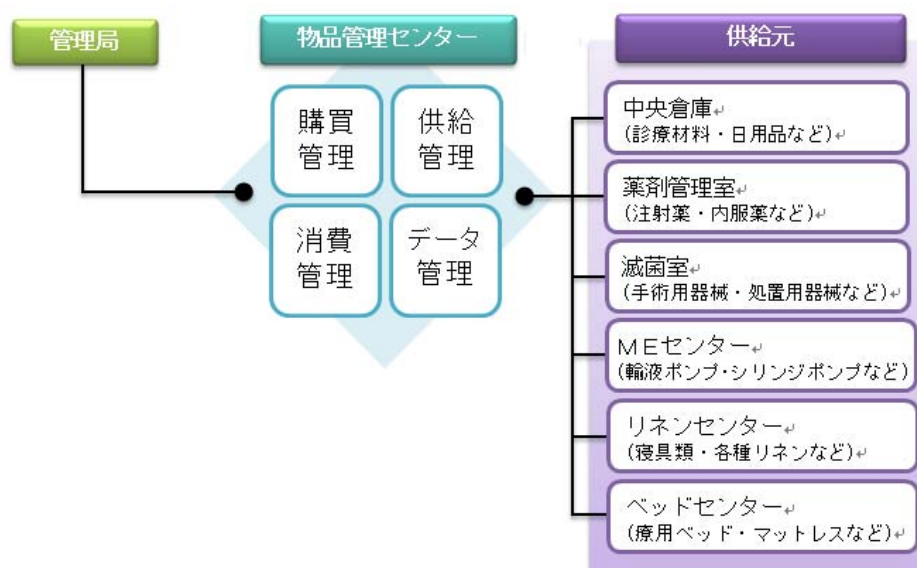 管理局
物品管理センター
供給元
購買
管理
供給
管理
消費
管理
データ
管理
中央倉庫↵
(診療材料・日用品など)↵
薬剤管理室↵
(注射薬・内服薬など)↵
滅菌室↵
(手術用器械・処置用器械など)↵
MEセンター↵
(輸液ポンプ・シリンジポンプなど)
リネンセンター↵
(寝具類・各種リネンなど)↵
ベッドセンター↵
(療用ベッド・マットレスなど)↵